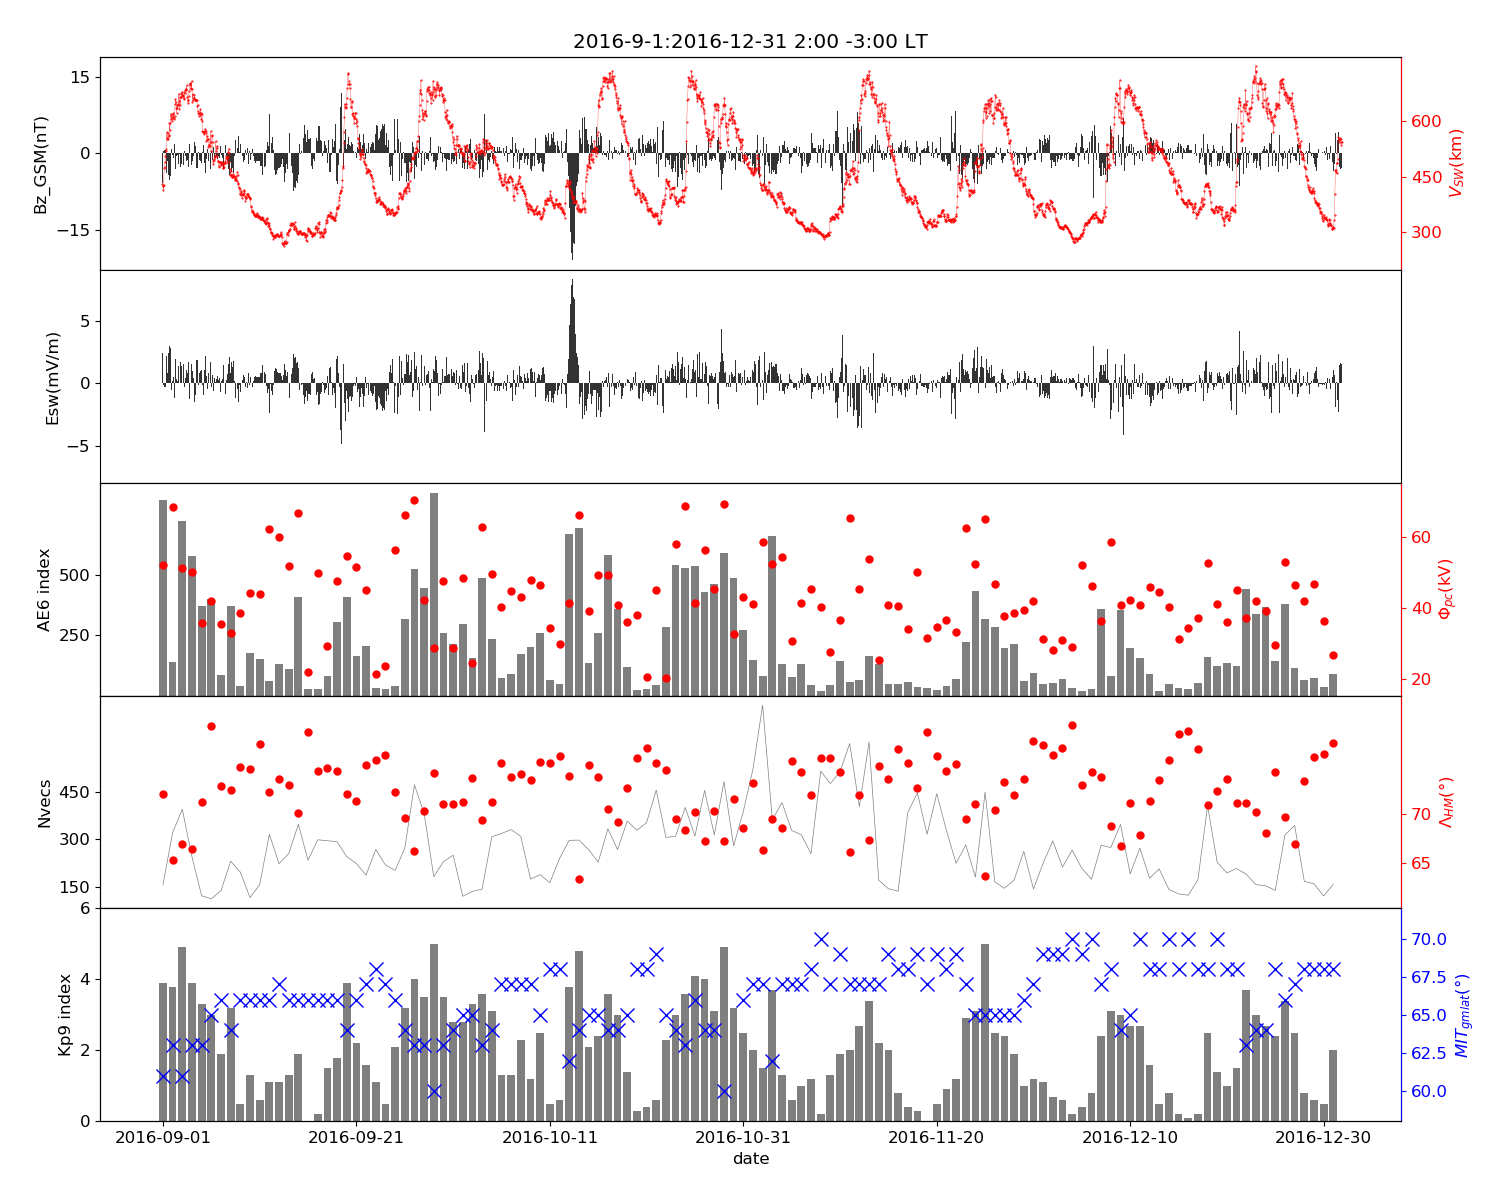 2016-9-1:2016-12-31 2:00 -3:00 LT
Bz_GSM(nT)
15
0
−15
600
450
300
V_SW(km)
Esw(mV/m)
5
0
−5
AE6 index
500
250
60
40
20
Φ_pc(kV)
Nvecs
450
300
150
70
65
Λ_HM(°)
Kp9 index
6
4
2
0
70.0
67.5
65.0
62.5
60.0
MIT_gmlat(°)
2016-09-01 2016-09-21 2016-10-11 2016-10-31 2016-11-20 2016-12-10 2016-12-30
date